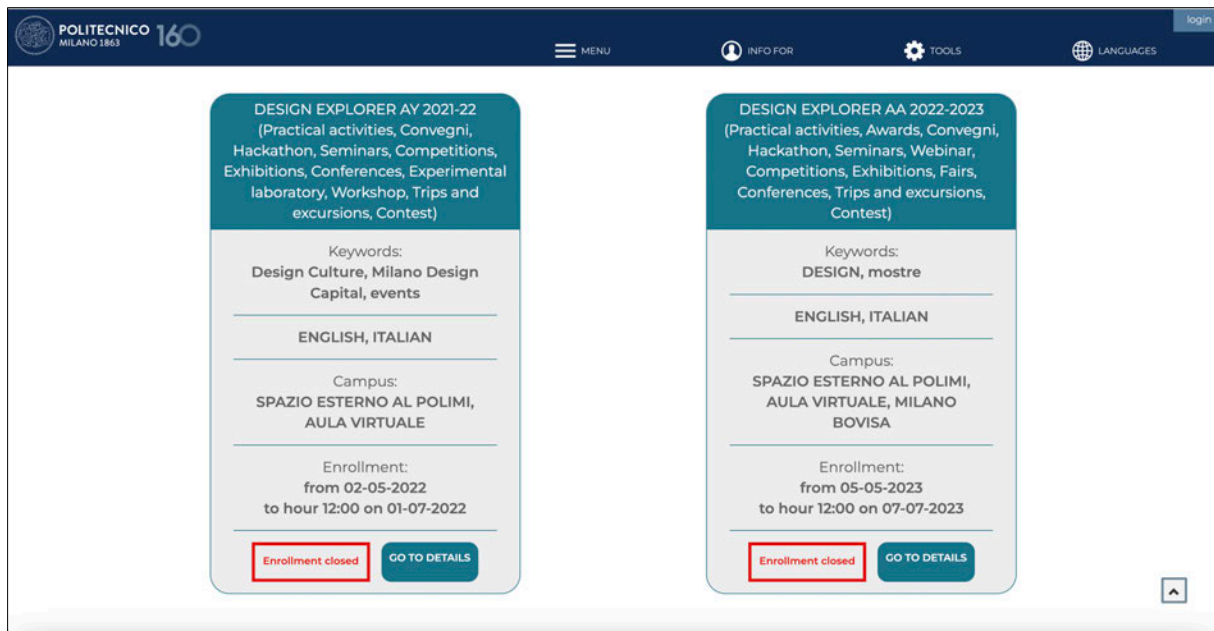 login
POLITECNICO
MILANO 1863
160
MENU
INFO FOR
TOOLS
LANGUAGES
DESIGN EXPLORER AY 2021-22
(Practical activities, Convegni,
Hackathon, Seminars, Competitions,
Exhibitions, Conferences, Experimental
laboratory, Workshop, Trips and
excursions, Contest)
Keywords:
Design Culture, Milano Design
Capital, events
ENGLISH, ITALIAN
Campus:
SPAZIO ESTERNO AL POLIMI,
AULA VIRTUALE
Enrollment:
from 02-05-2022
to hour 12:00 on 01-07-2022
Enrollment closed
GO TO DETAILS
DESIGN EXPLORER AA 2022-2023
(Practical activities, Awards, Convegni,
Hackathon, Seminars, Webinar,
Competitions, Exhibitions, Fairs,
Conferences, Trips and excursions,
Contest)
Keywords:
DESIGN, mostre
ENGLISH, ITALIAN
Campus:
SPAZIO ESTERNO AL POLIMI,
AULA VIRTUALE, MILANO
BOVISA
Enrollment:
from 05-05-2023
to hour 12:00 on 07-07-2023
Enrollment closed
GO TO DETAILS